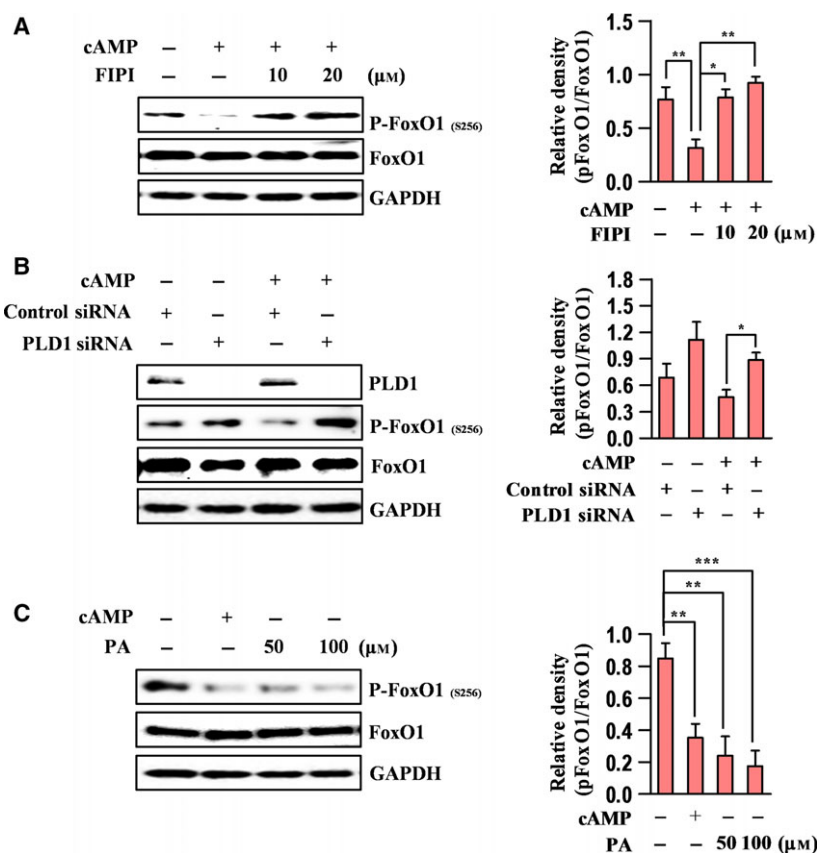 A
cAMP – + + +
FIPI 10 20 (μM)
P-FoxO1 (S256)
FoxO1
GAPDH
Relative density
(pFoxO1/FoxO1)
1.5
1.0
0.5
0.0
** * **
cAMP – + + +
FIPI – – 10 20 (μM)
B
cAMP – – + +
Control siRNA + – + –
PLD1 siRNA – + – +
PLD1
P-FoxO1 (S256)
FoxO1
GAPDH
Relative density
(pFoxO1/FoxO1)
1.8
1.5
1.2
0.9
0.6
0.3
0.0
*
cAMP – – + +
Control siRNA + – + –
PLD1 siRNA – + – +
C
cAMP – + – –
PA – – 50 100 (μM)
P-FoxO1 (S256)
FoxO1
GAPDH
Relative density
(pFoxO1/FoxO1)
1.0
0.8
0.6
0.4
0.2
0.0
***
**
**
cAMP – + – –
PA – – 50 100 (μM)